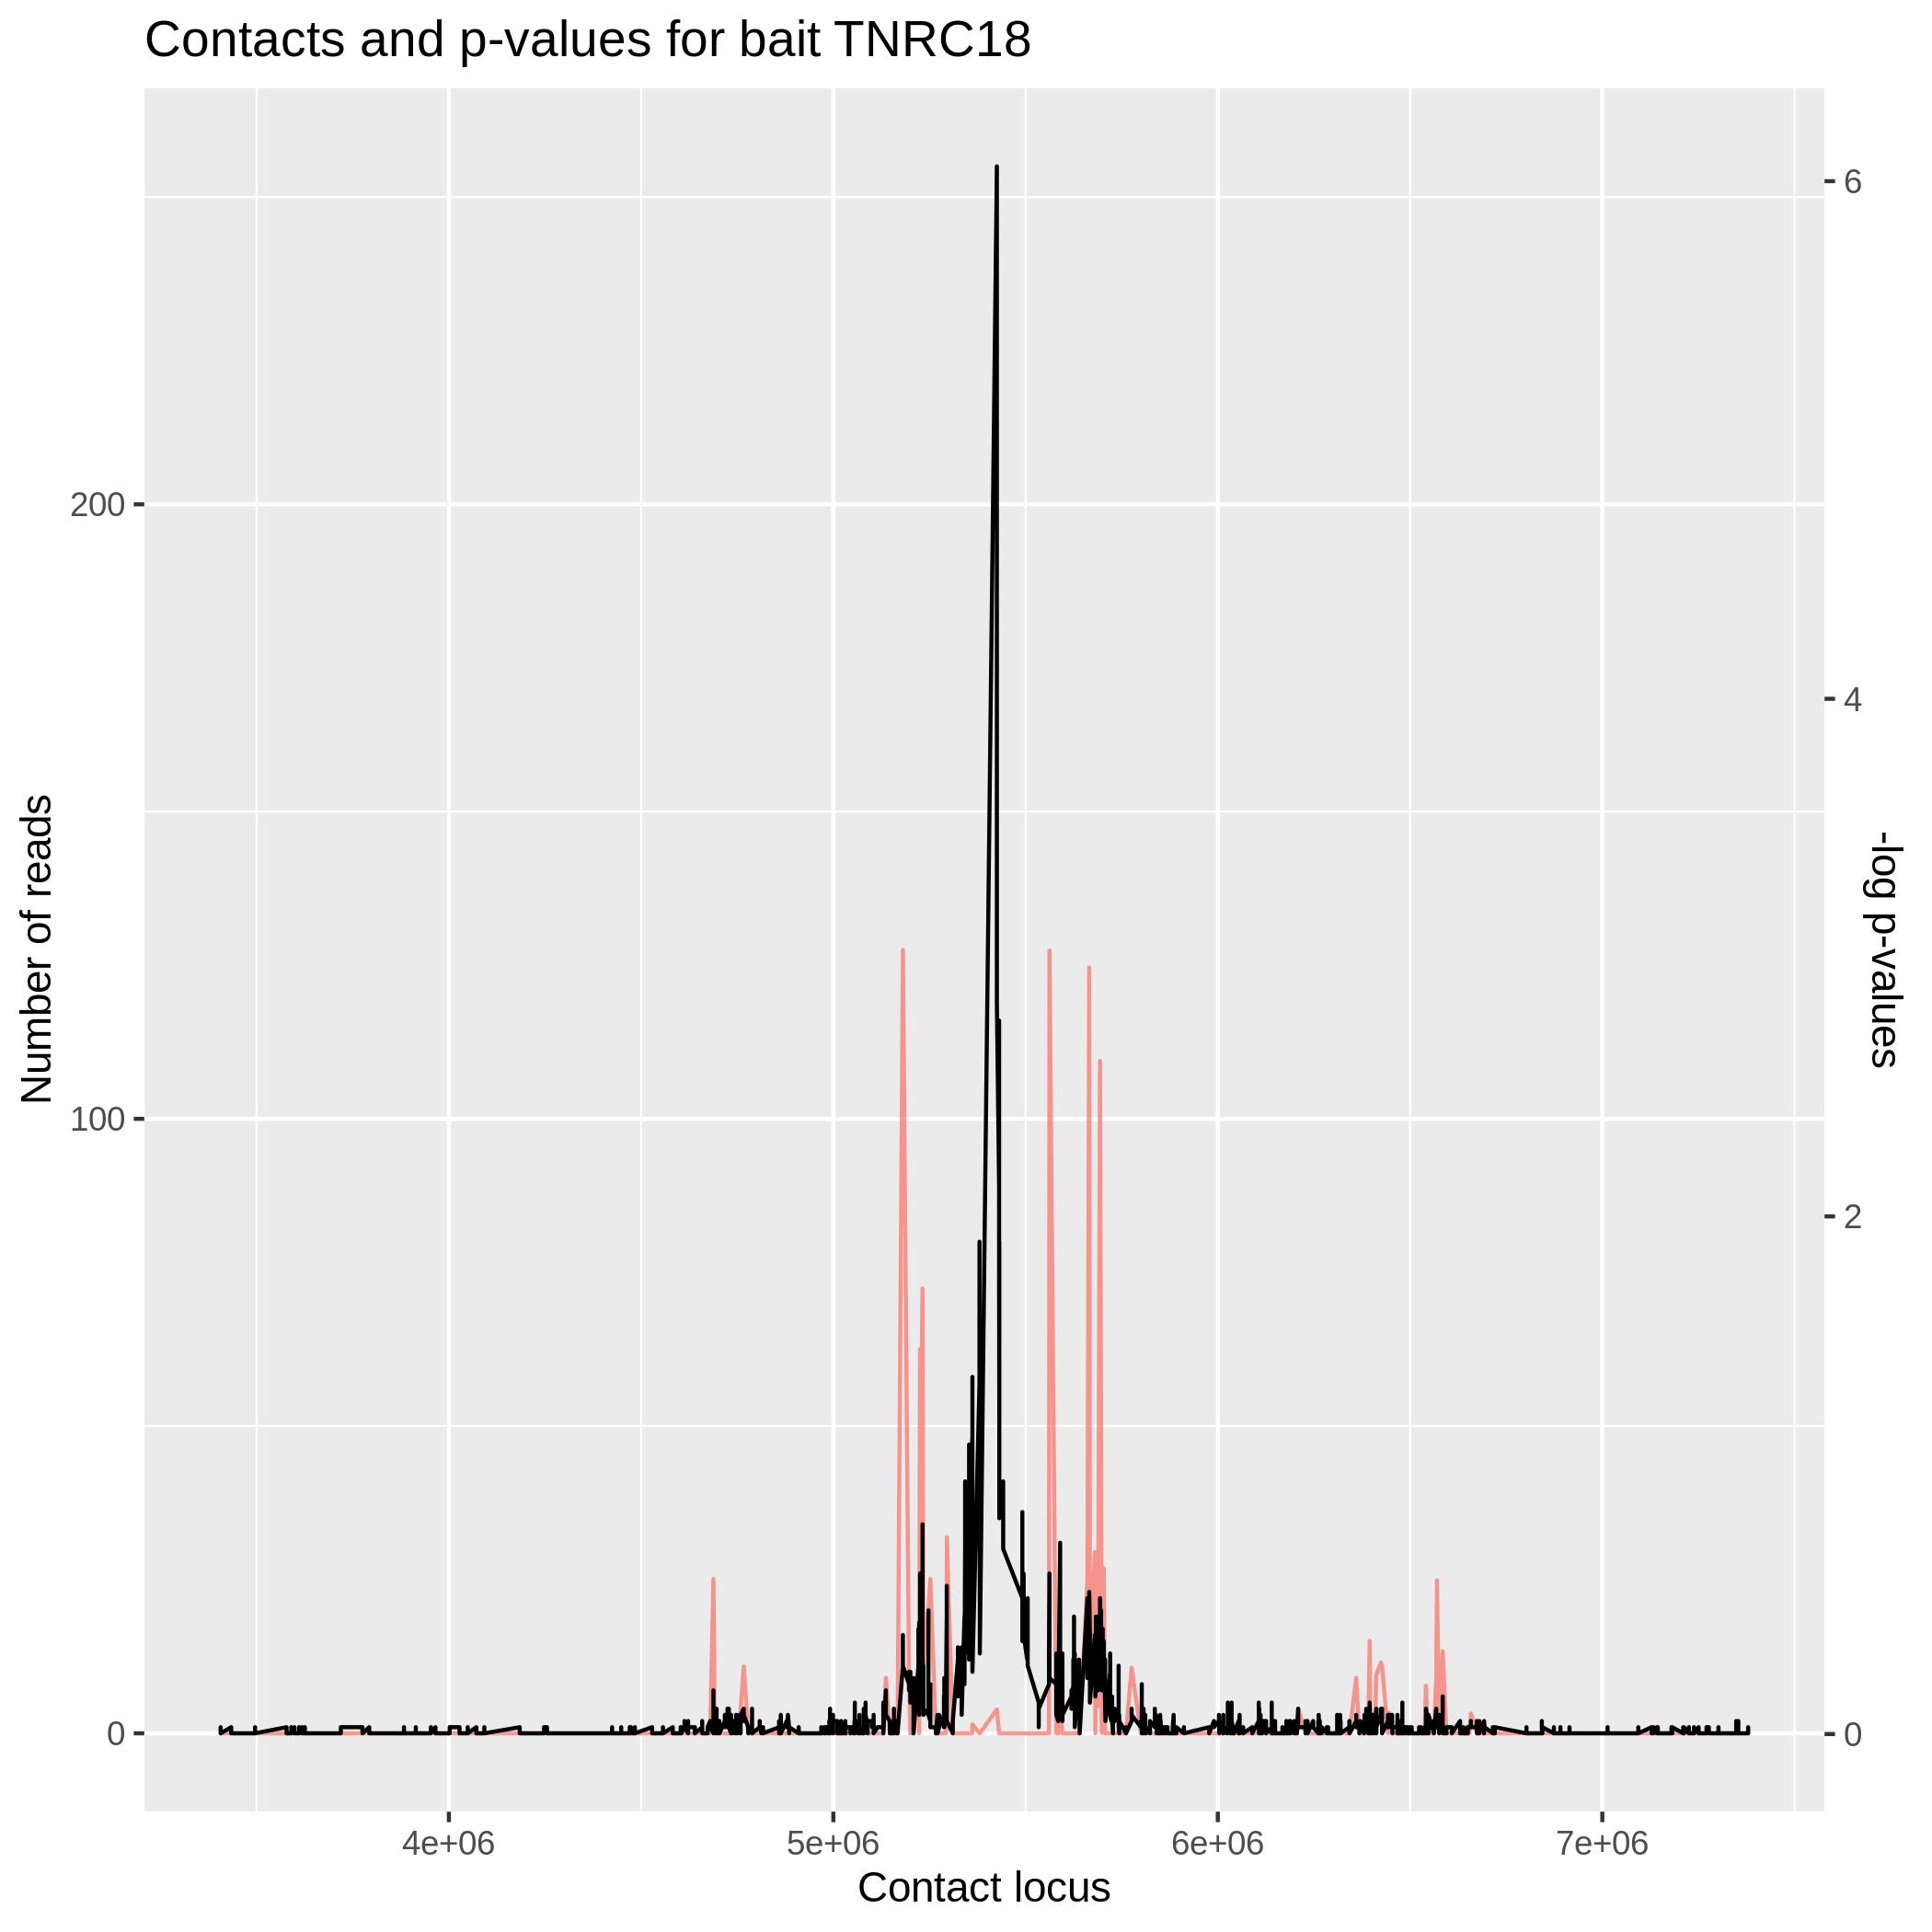 Contacts and p-values for bait TNRC18
Number of reads
200
100
0
6
4
2
0
-log p-values
4e+06
5e+06
6e+06
7e+06
Contact locus